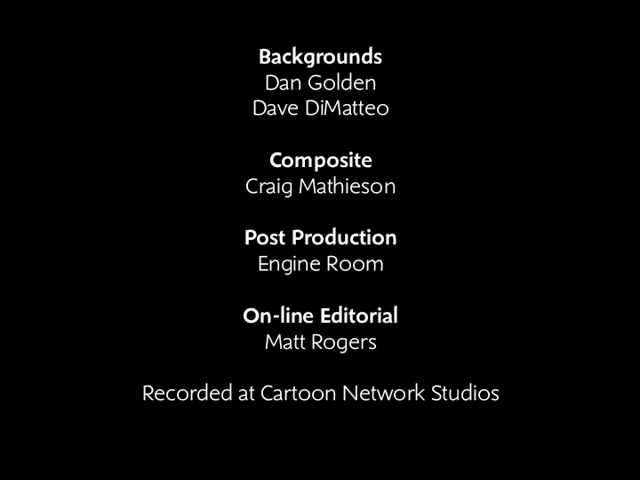 Backgrounds
Dan Golden
Dave DiMatteo
Composite
Craig Mathieson
Post Production
Engine Room
On-line Editorial
Matt Rogers
Recorded at Cartoon Network Studios